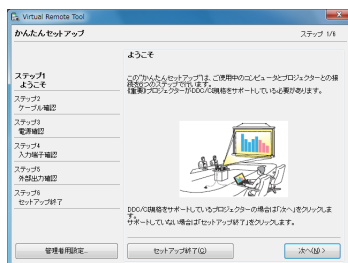 Virtual Remote Tool
かんたんセットアップ
ステップ 1/6
ようこそ
ステップ1
ようこそ
ステップ2
ケーブル確認
ステップ3
電源確認
ステップ4
入力端子確認
ステップ5
外部出力確認
ステップ6
セットアップ終了
この"かんたんセットアップ"は、ご使用中のコンピュータとプロジェクターとの接
続を6つのステップで行います。
(重要)プロジェクターがDDC/CI規格をサポートしている必要があります。
DDC/CI規格をサポートしているプロジェクターの場合は「次へ」をクリックしま
す。
サポートしていない場合は「セットアップ終了」をクリックします。
管理者用設定...
セットアップ終了(C)
次へ(N) >